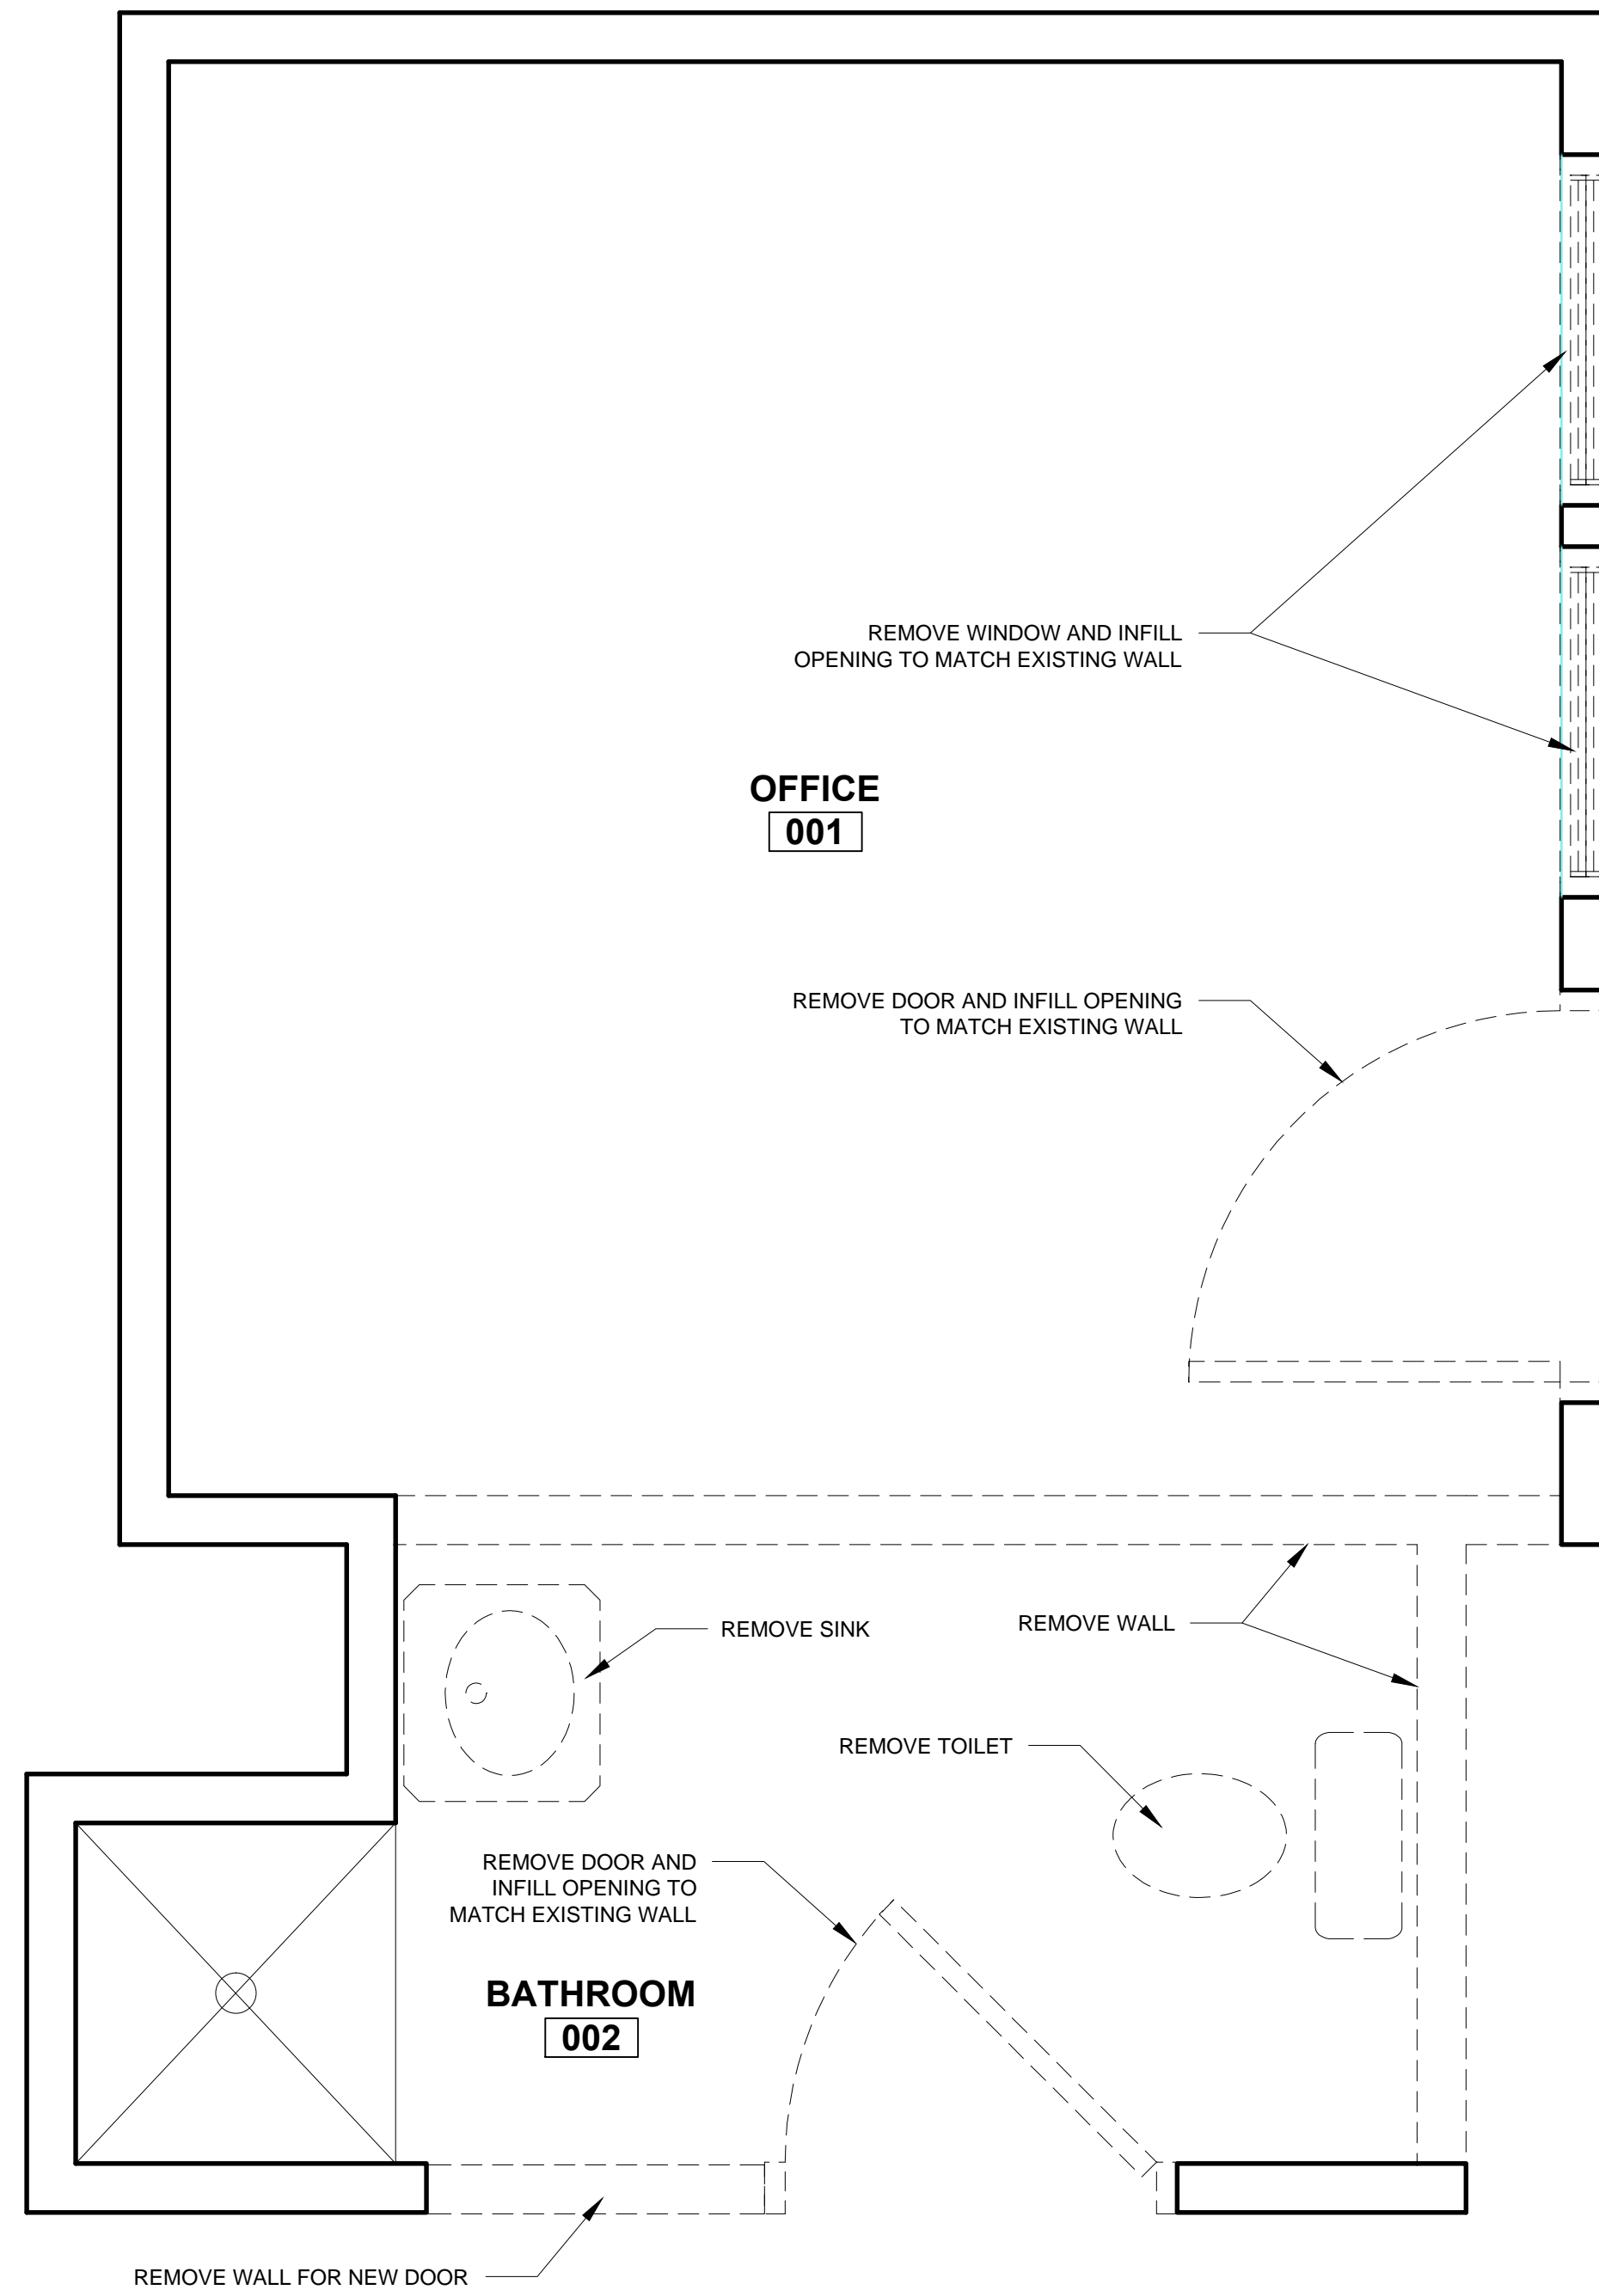 REMOVE WINDOW AND INFILL
OPENING TO MATCH EXISTING WALL
OFFICE
001
REMOVE DOOR AND INFILL OPENING
TO MATCH EXISTING WALL
REMOVE SINK
REMOVE WALL
REMOVE TOILET
REMOVE DOOR AND
INFILL OPENING TO
MATCH EXISTING WALL
BATHROOM
002
REMOVE WALL FOR NEW DOOR